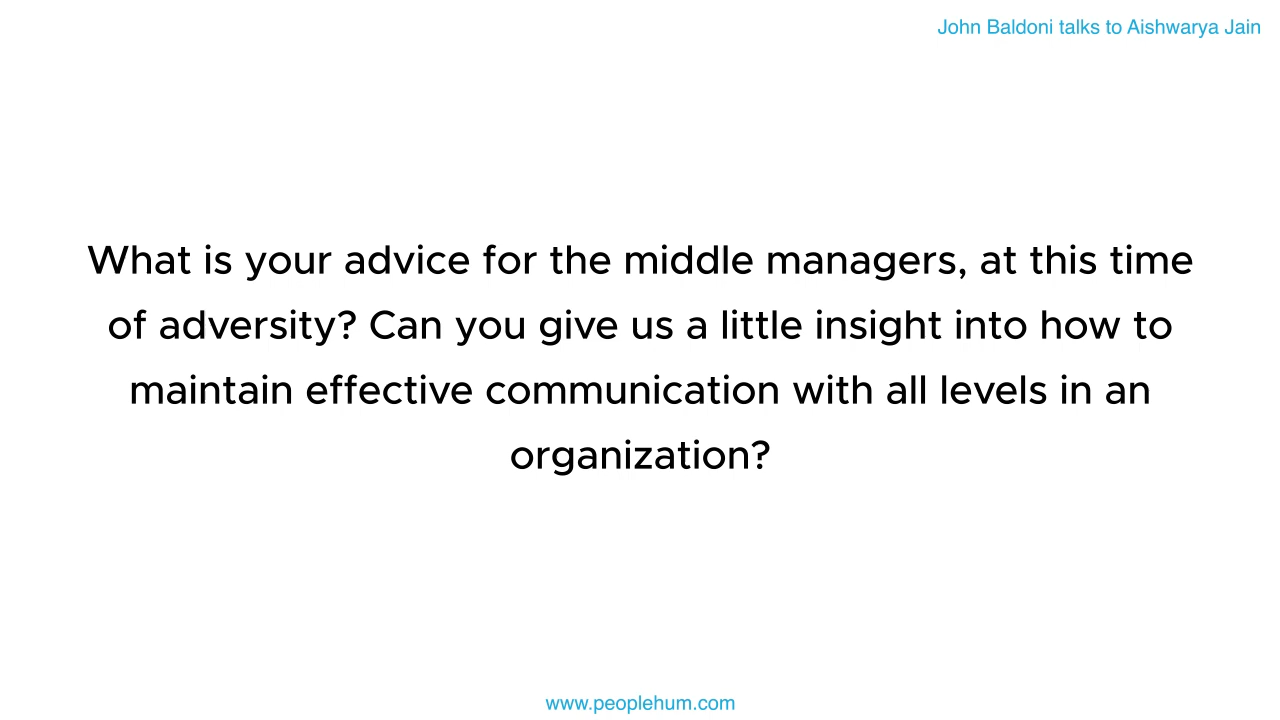 John Baldoni talks to Aishwarya Jain
What is your advice for the middle managers, at this time
of adversity? Can you give us a little insight into how to
maintain effective communication with all levels in an
organization?
www.peoplehum.com